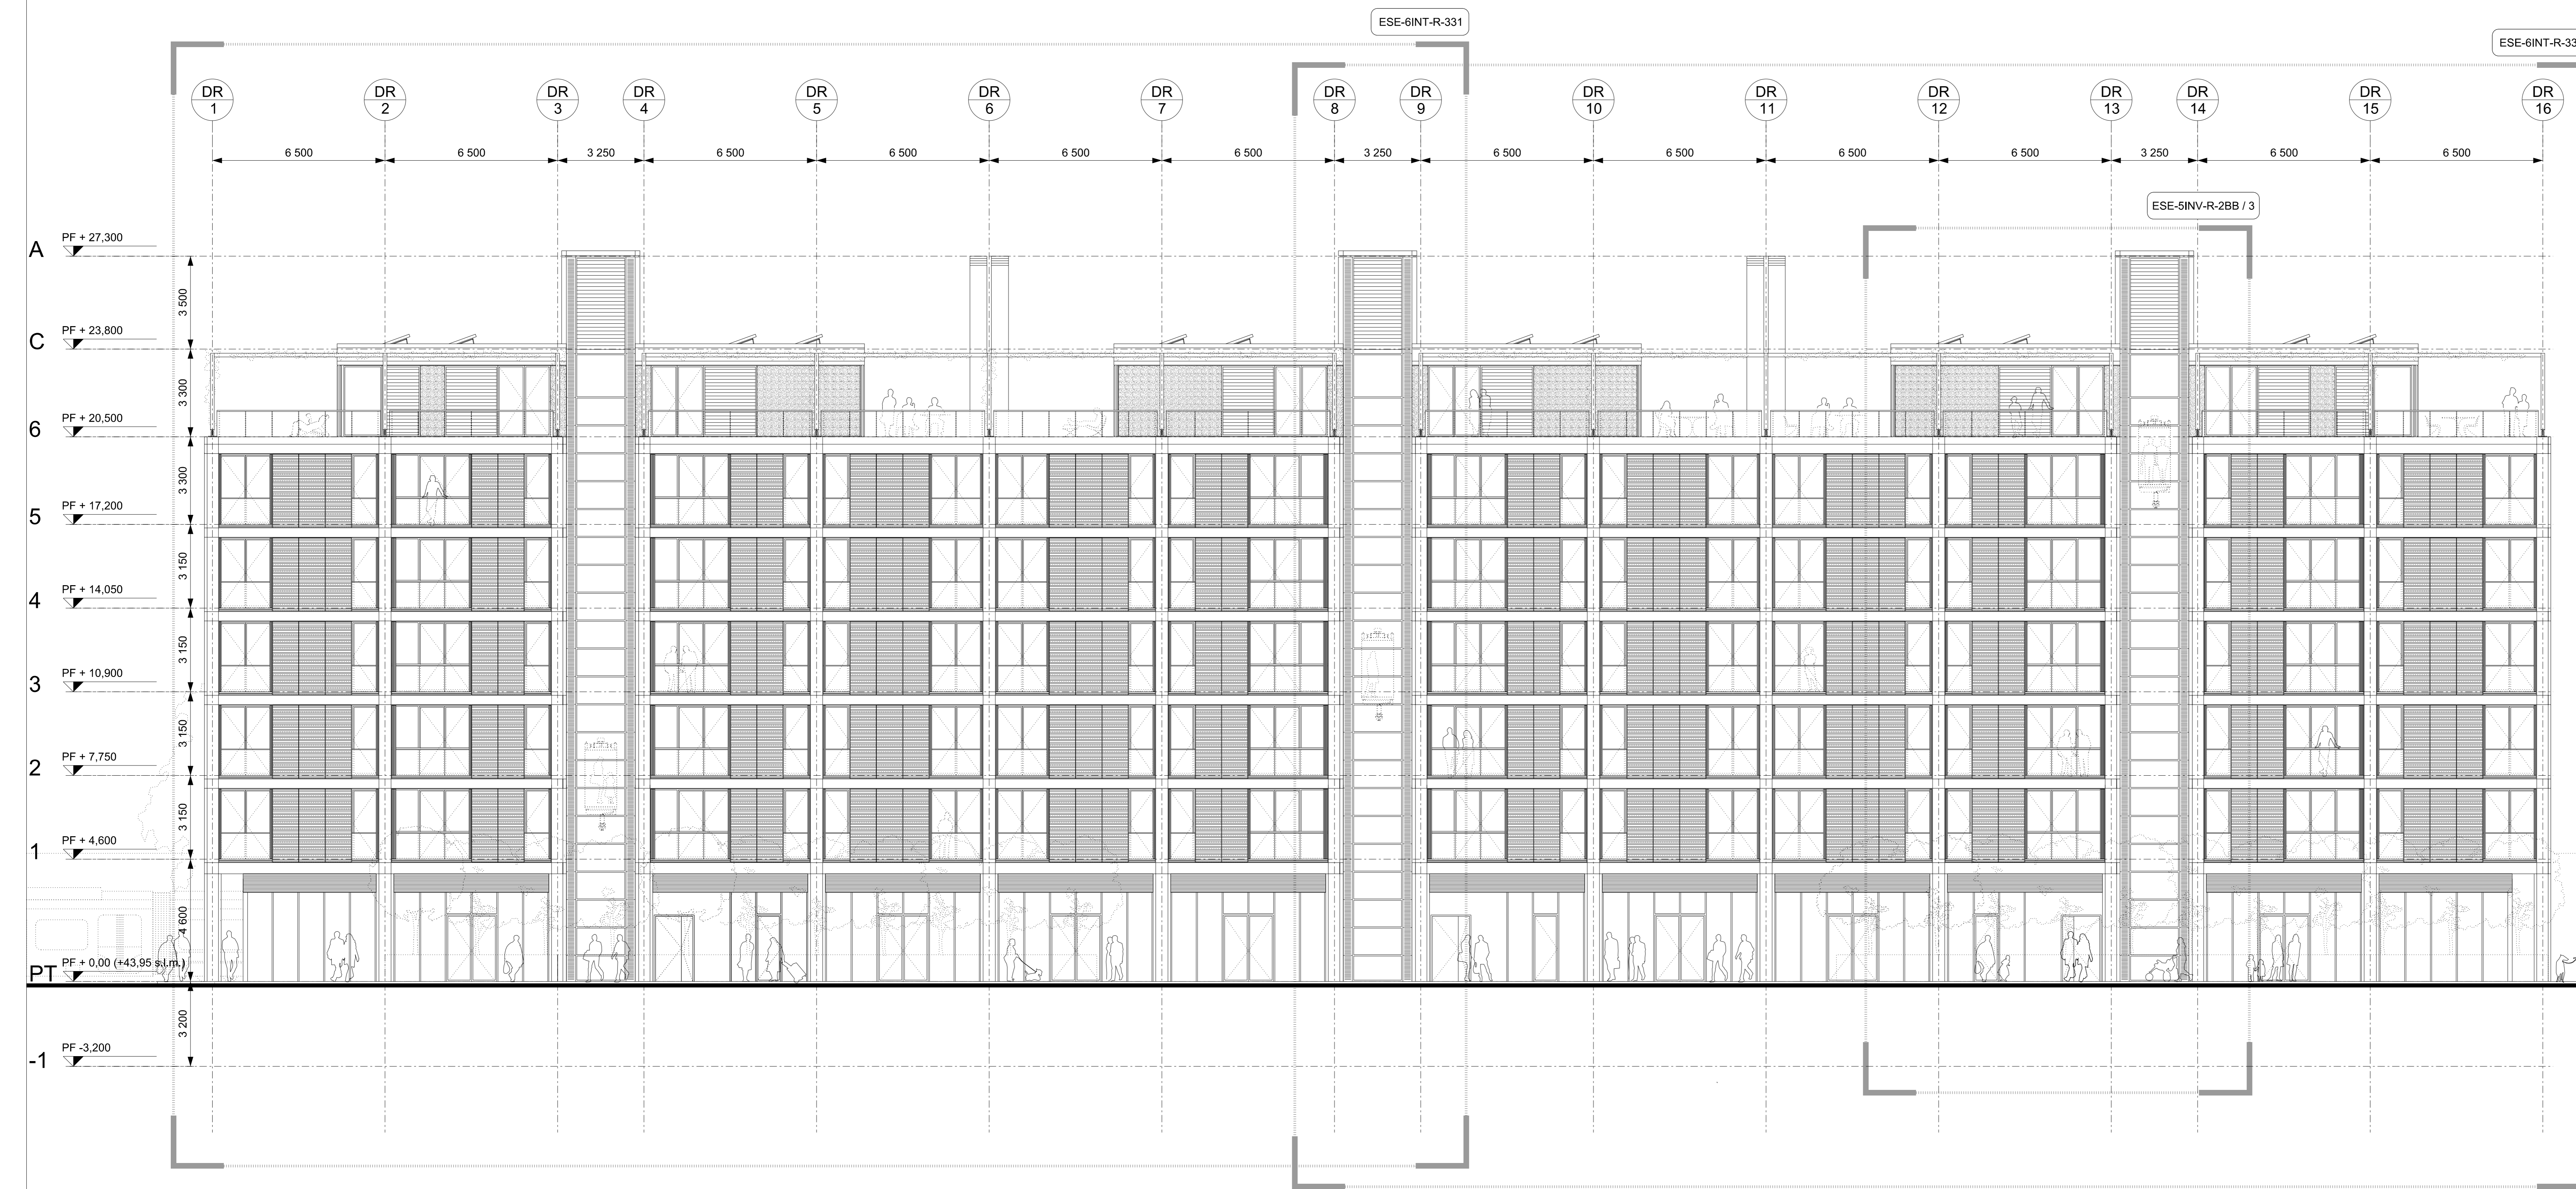 ESE-6INT-R-331
ESE-6INT-R-33
DR 1
DR 2
DR 3
DR 4
DR 5
DR 6
DR 7
DR 8
DR 9
DR 10
DR 11
DR 12
DR 13
DR 14
DR 15
DR 16
6 500
6 500
3 250
6 500
6 500
6 500
6 500
3 250
6 500
6 500
6 500
6 500
3 250
6 500
6 500
ESE-5INV-R-2BB / 3
A PF + 27,300
3 500
C PF + 23,800
3 300
6 PF + 20,500
3 300
5 PF + 17,200
3 150
4 PF + 14,050
3 150
3 PF + 10,900
3 150
2 PF + 7,750
3 150
1 PF + 4,600
4 600
PT PF + 0,00 (+43,95 s.l.m.)
3 200
-1 PF -3,200